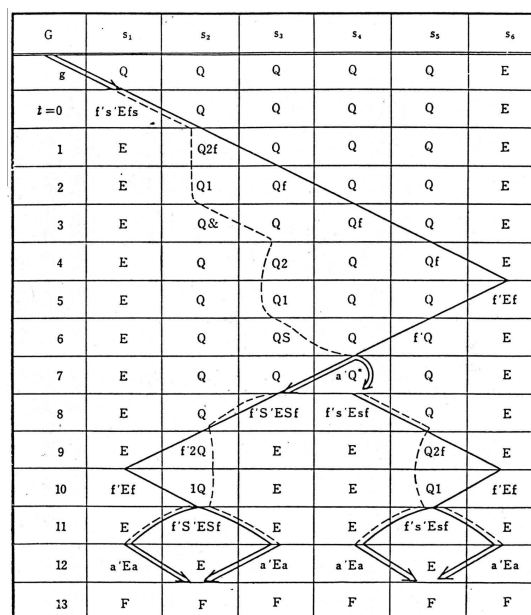 G s₁ s₂ s₃ s₄ s₅ s₆
g Q Q Q Q Q E
t=0 f's'Efs Q Q Q Q E
1 E Q2f Q Q Q E
2 E Q1 Qf Q Q E
3 E Q& Q Qf Q E
4 E Q Q2 Q Qf E
5 E Q Q1 Q Q f'Ef
6 E Q QS Q f'Q E
7 E Q Q a'Q* Q E
8 E Q f'S'ESf f's'Esf Q E
9 E f'2Q E E Q2f E
10 f'Ef 1Q E E Q1 f'Ef
11 E f'S'ESf E E f's'Esf E
12 a'Ea E a'Ea a'Ea E a'Ea
13 F F F F F F